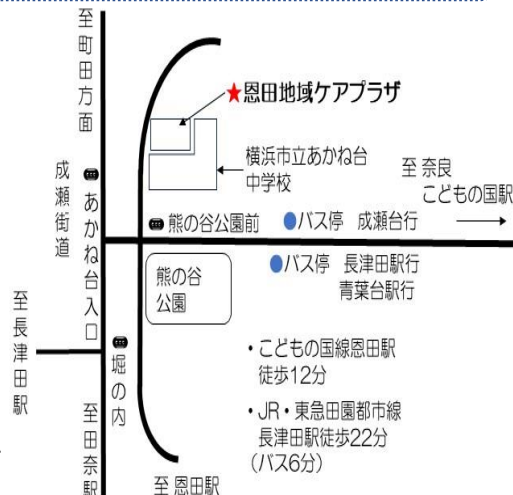 至町田方面
★恩田地域ケアプラザ
横浜市立あかね台
中学校
至 奈良
こどもの国駅
成瀬街道
あかね台入口
熊の谷公園前
●バス停 成瀬台行
●バス停 長津田駅行
青葉台駅行
熊の谷
公園
至長津田駅
堀の内
・こどもの国線恩田駅
徒歩12分
・JR・東急田園都市線
長津田駅徒歩22分
(バス6分)
至田奈駅
至 恩田駅